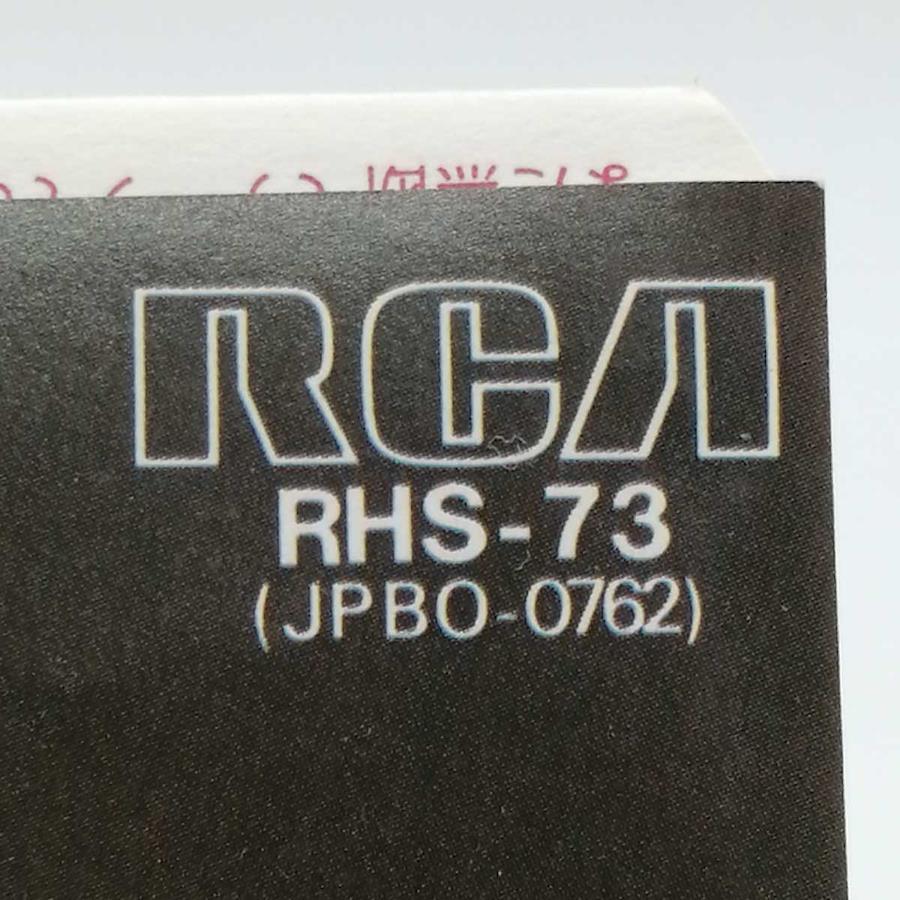 RCA
RHS-73
(JPBO-0762)